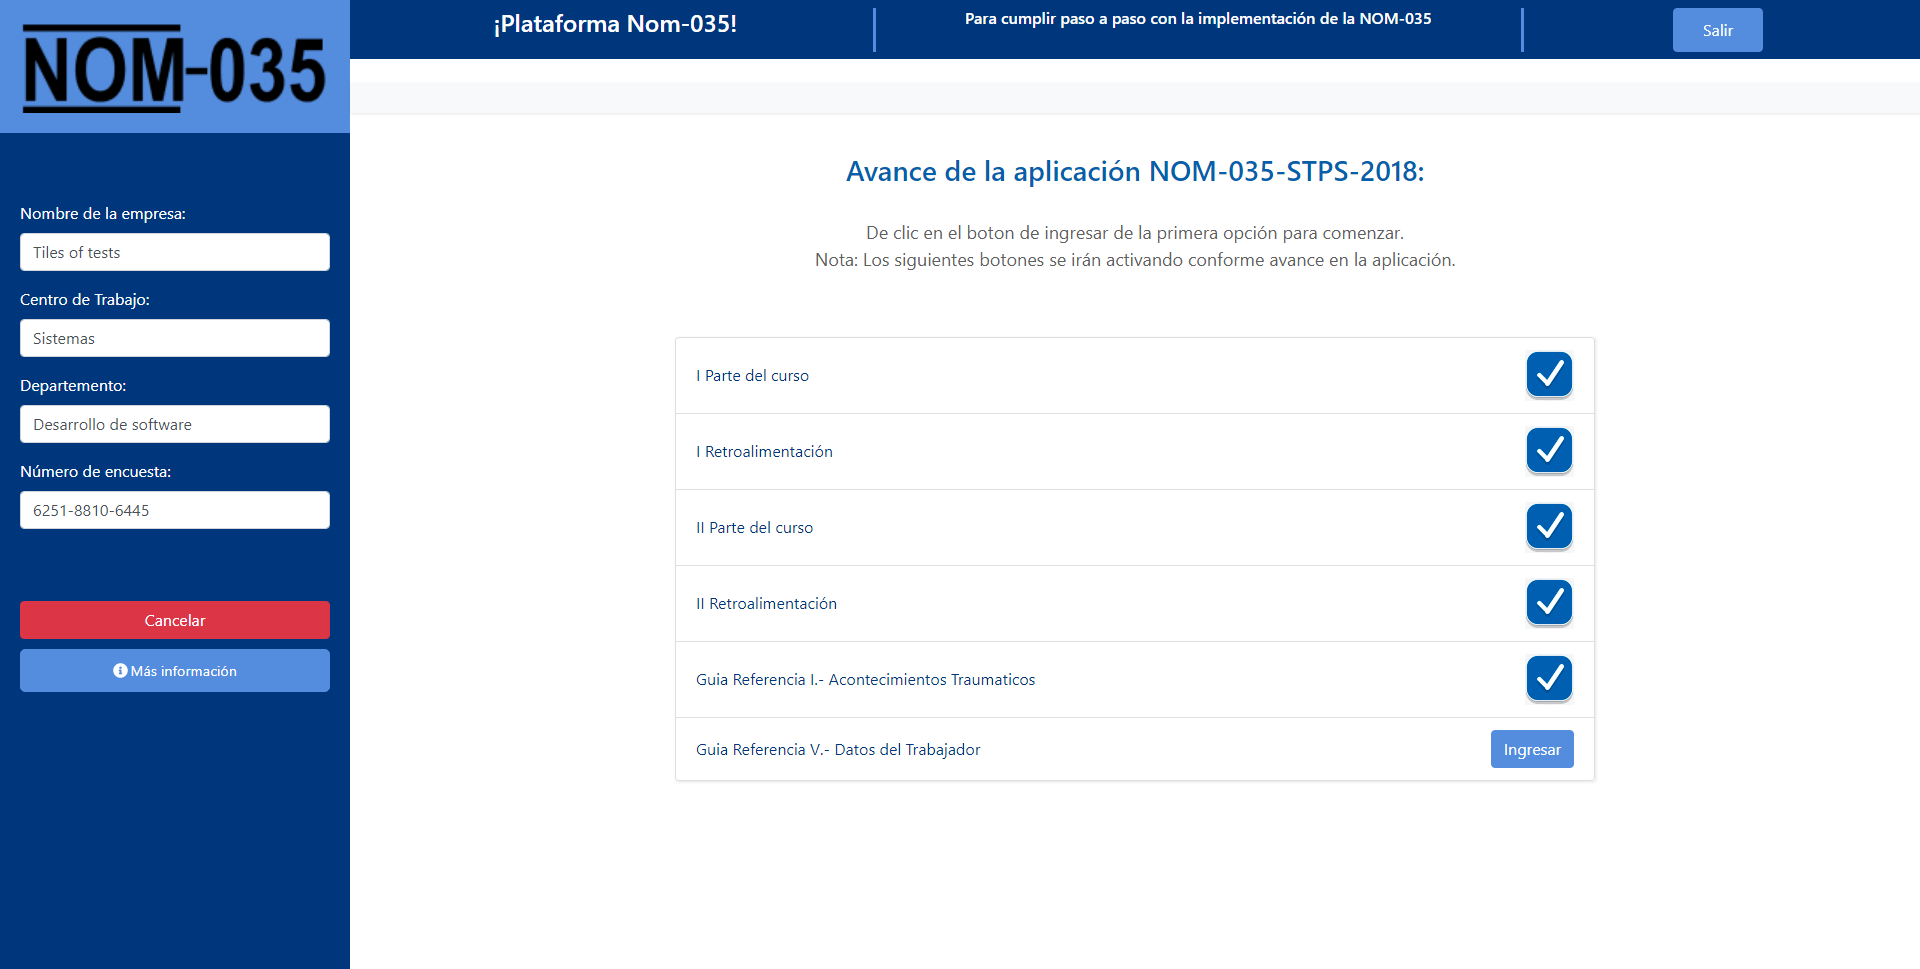 NOM-035
¡Plataforma Nom-035!
Para cumplir paso a paso con la implementación de la NOM-035
Salir
Nombre de la empresa:
Tiles of tests
Centro de Trabajo:
Sistemas
Departemento:
Desarrollo de software
Número de encuesta:
6251-8810-6445
Cancelar
Más información
Avance de la aplicación NOM-035-STPS-2018:
De clic en el boton de ingresar de la primera opción para comenzar.
Nota: Los siguientes botones se irán activando conforme avance en la aplicación.
I Parte del curso
I Retroalimentación
II Parte del curso
II Retroalimentación
Guia Referencia I.- Acontecimientos Traumaticos
Guia Referencia V.- Datos del Trabajador
Ingresar